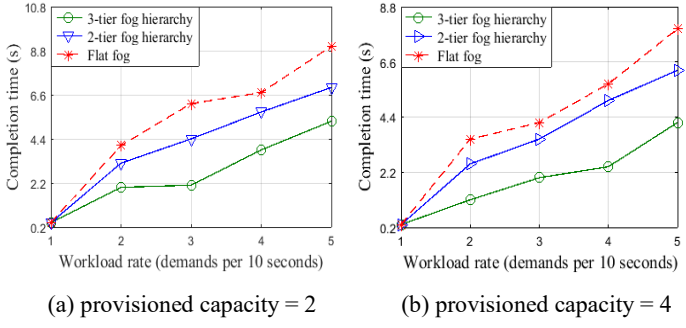 3-tier fog hierarchy
2-tier fog hierarchy
Flat fog
Completion time (s)
10.8
8.8
6.6
4.4
2.2
0.2
1 2 3 4 5
Workload rate (demands per 10 seconds)
(a) provisioned capacity = 2
3-tier fog hierarchy
2-tier fog hierarchy
Flat fog
Completion time (s)
8.8
6.6
4.4
2.2
0.2
1 2 3 4 5
Workload rate (demands per 10 seconds)
(b) provisioned capacity = 4